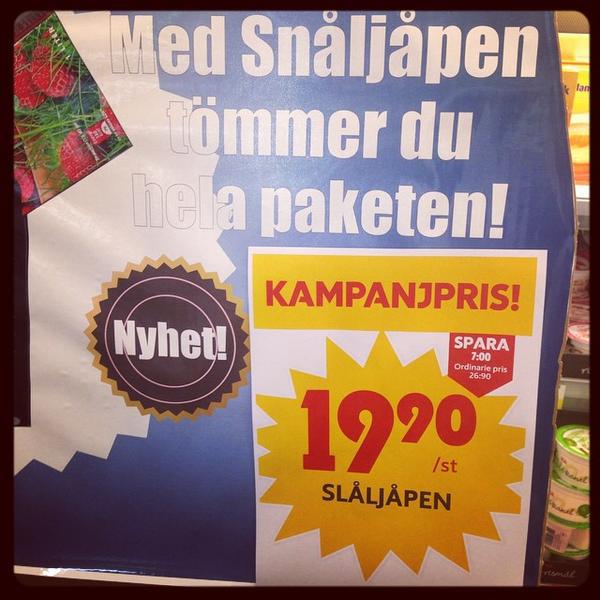 Med Snåljåpen
tömmer du
hela paketen!
KAMPANJPRIS!
Nyhet!
SPARA
7:00
Ordinarie pris
26:90
19 90
/st
SLÅLJÅPEN